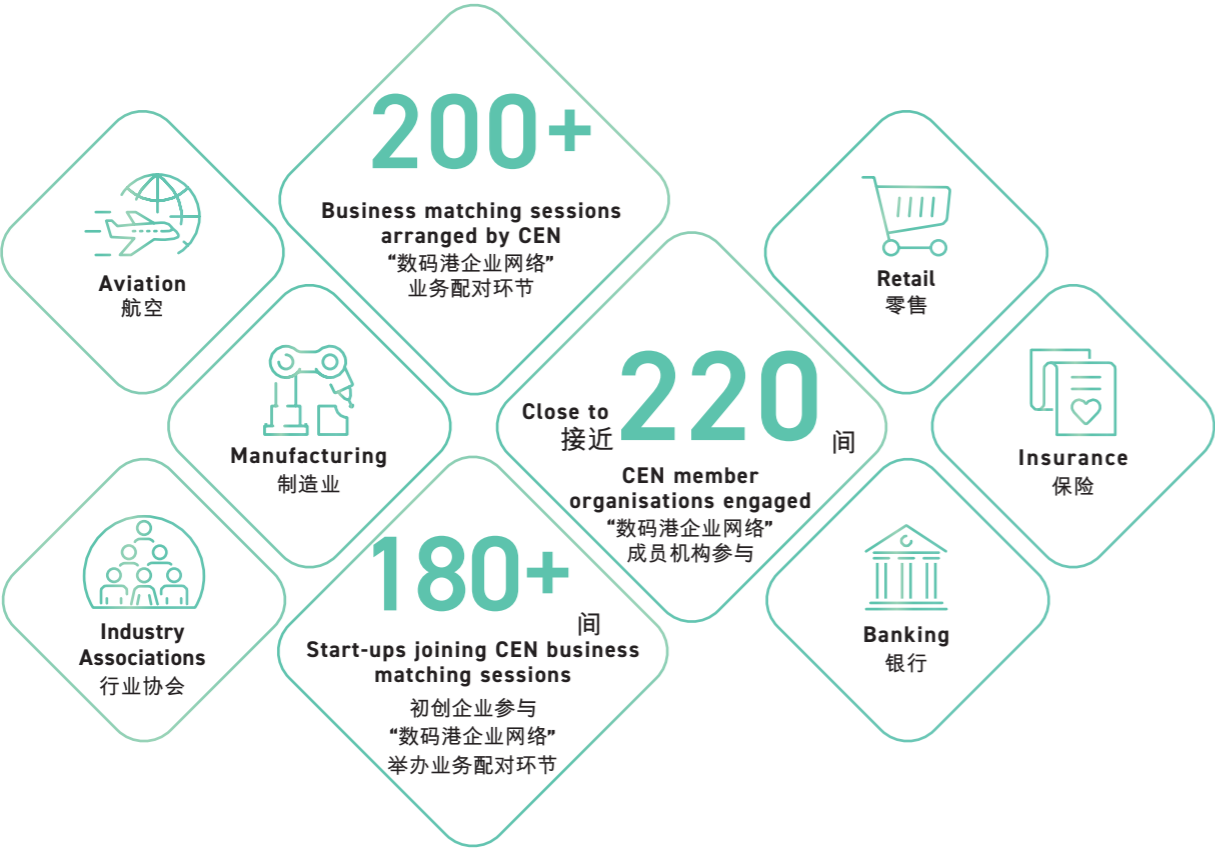 200+
Business matching sessions
arranged by CEN
“数码港企业网络”
业务配对环节
Aviation
航空
Retail
零售
Manufacturing
制造业
Close to
接近
220
间
CEN member
organisations engaged
“数码港企业网络”
成员机构参与
Insurance
保险
Industry
Associations
行业协会
180+
间
Start-ups joining CEN business
matching sessions
初创企业参与
“数码港企业网络”
举办业务配对环节
Banking
银行